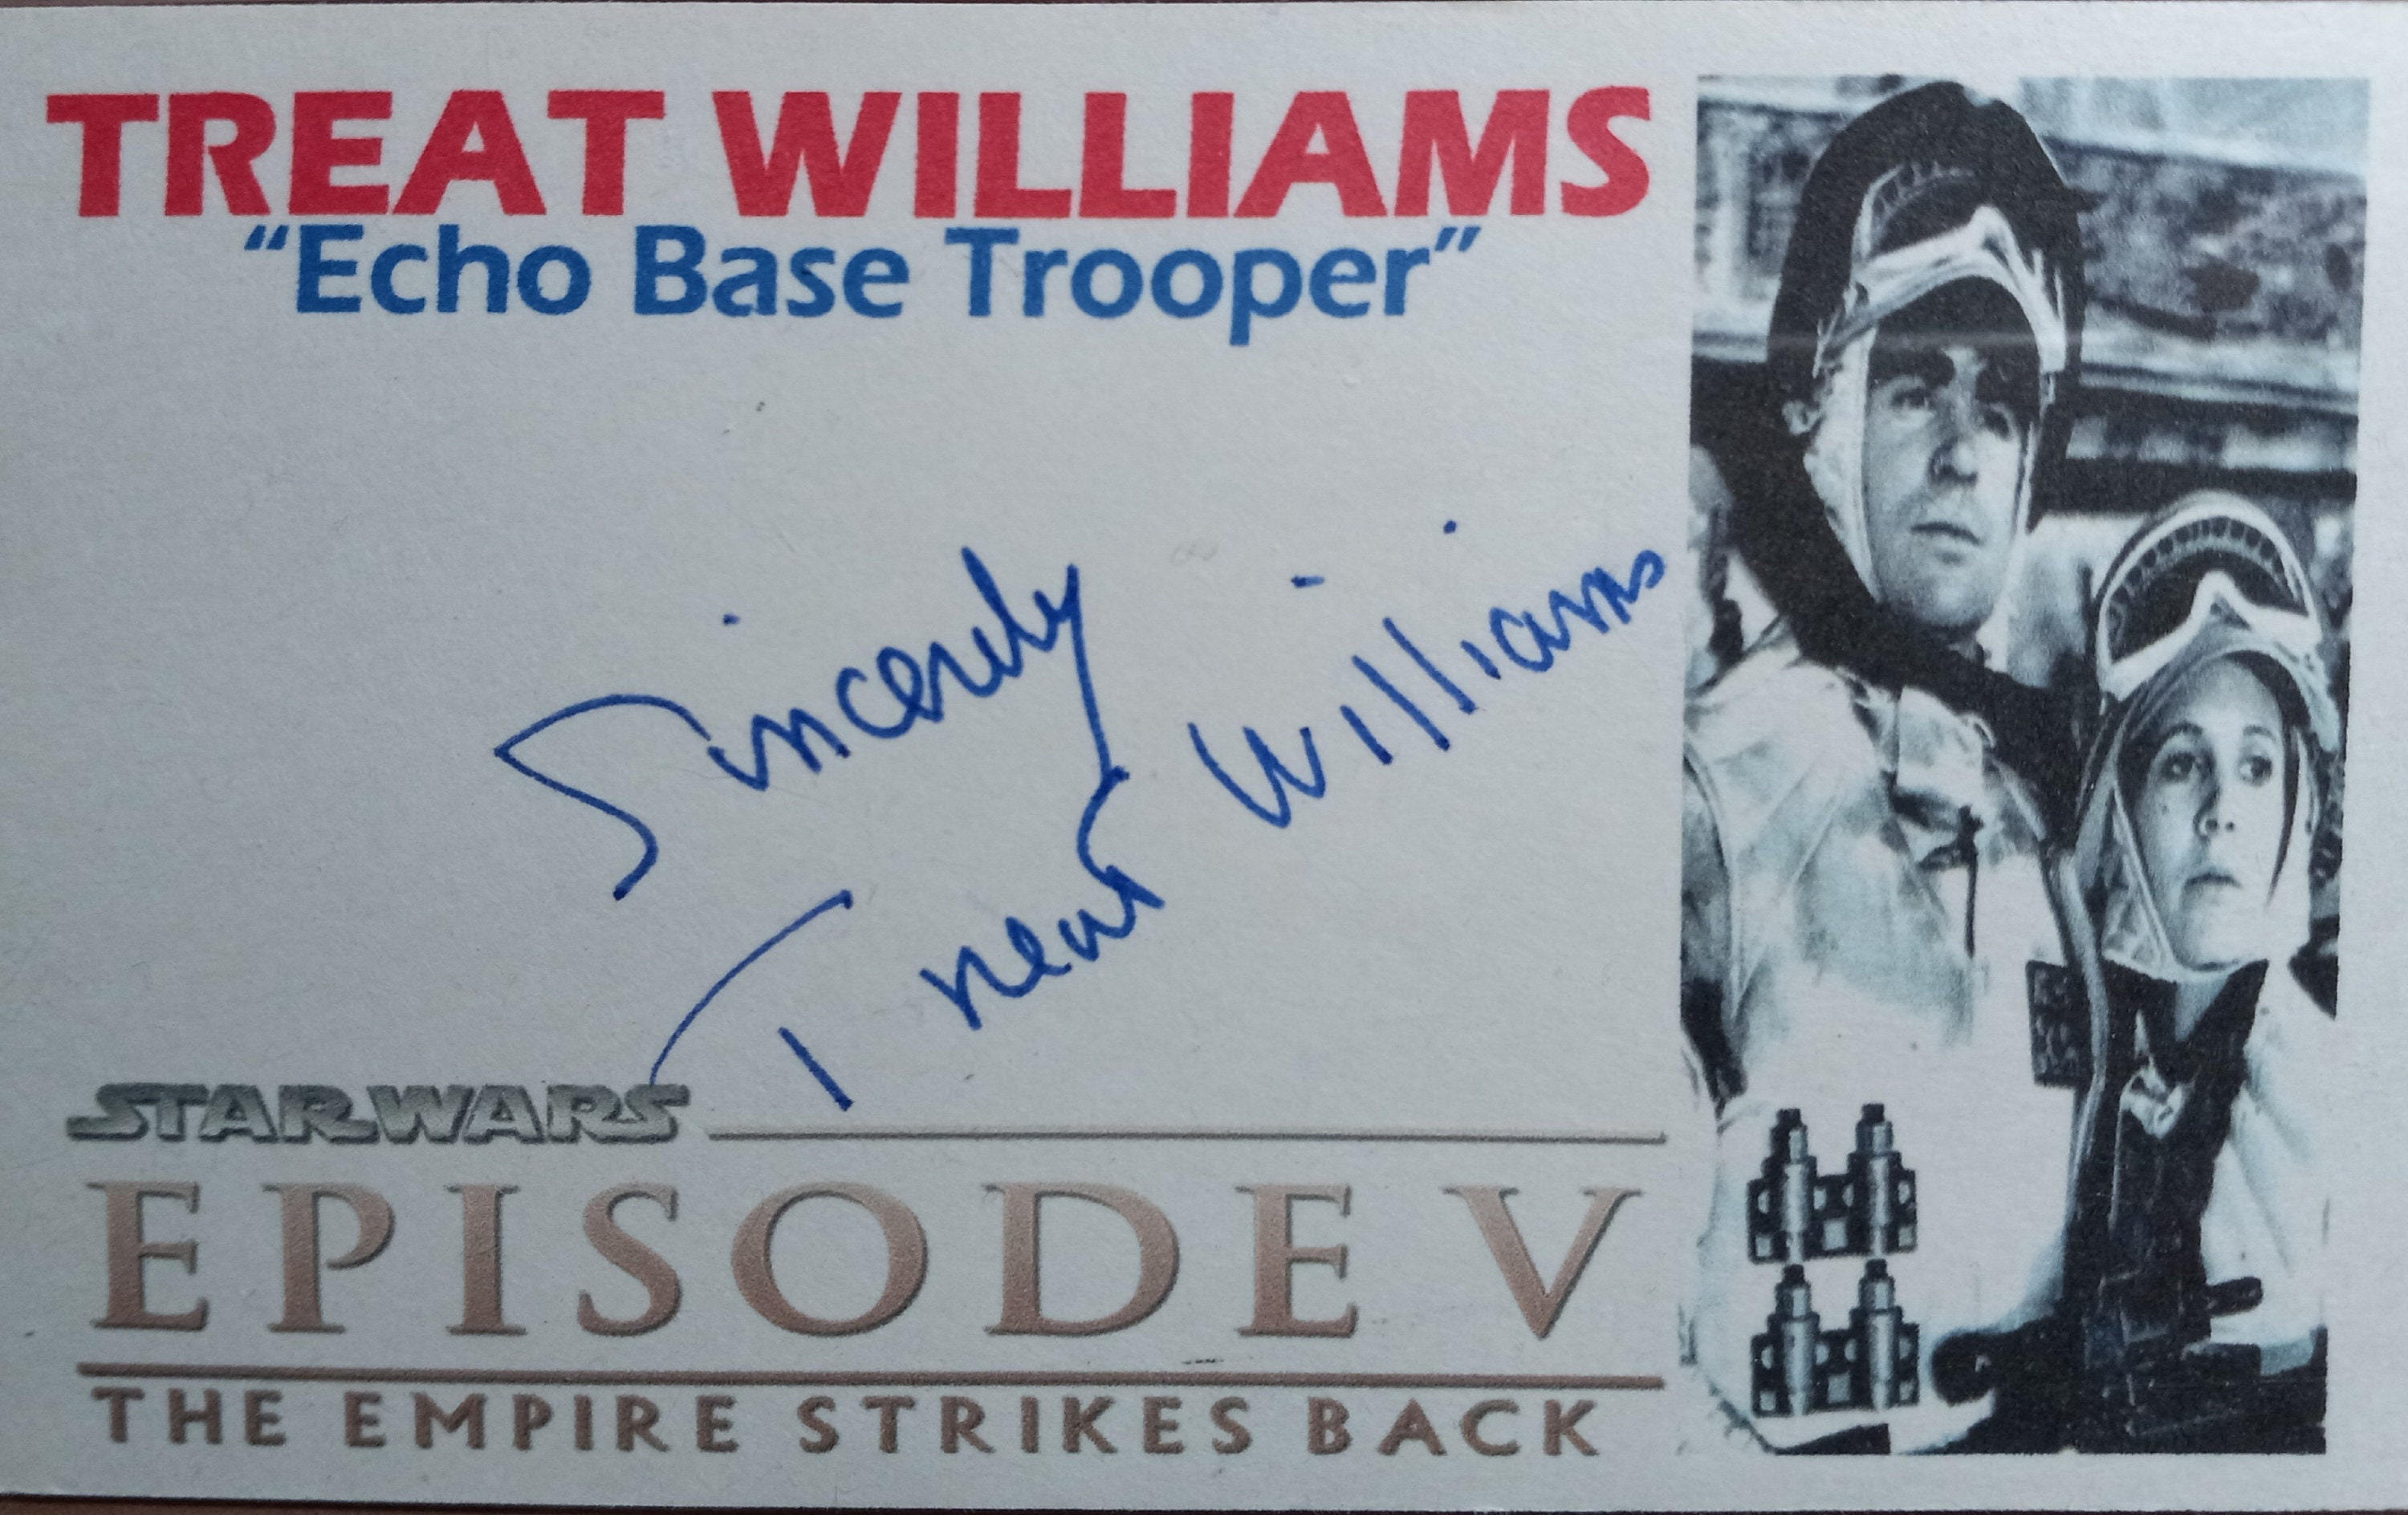 TREAT WILLIAMS
“Echo Base Trooper”
Sincerely
Treat Williams
STAR WARS
EPISODE V
THE EMPIRE STRIKES BACK